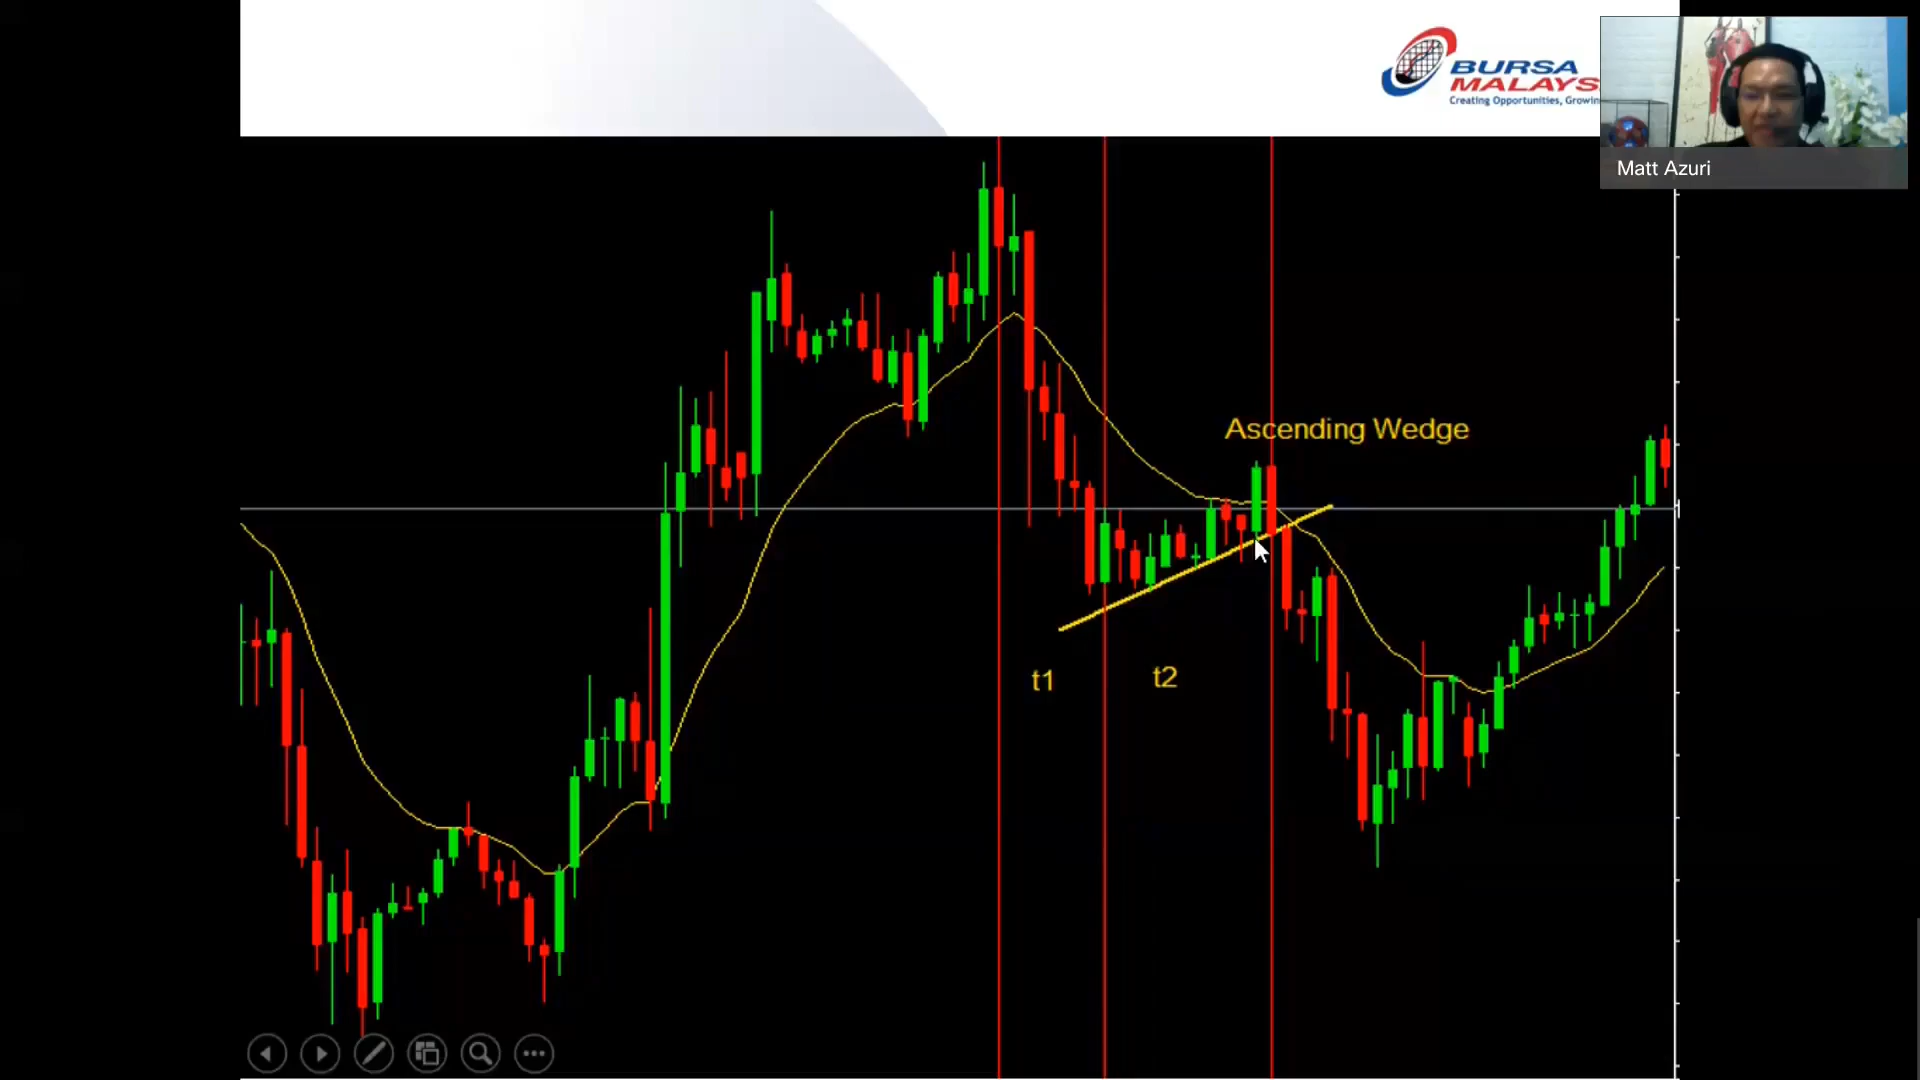 BURSA
MALAYS
Creating Opportunities, Growin
Matt Azuri
Ascending Wedge
t1
t2